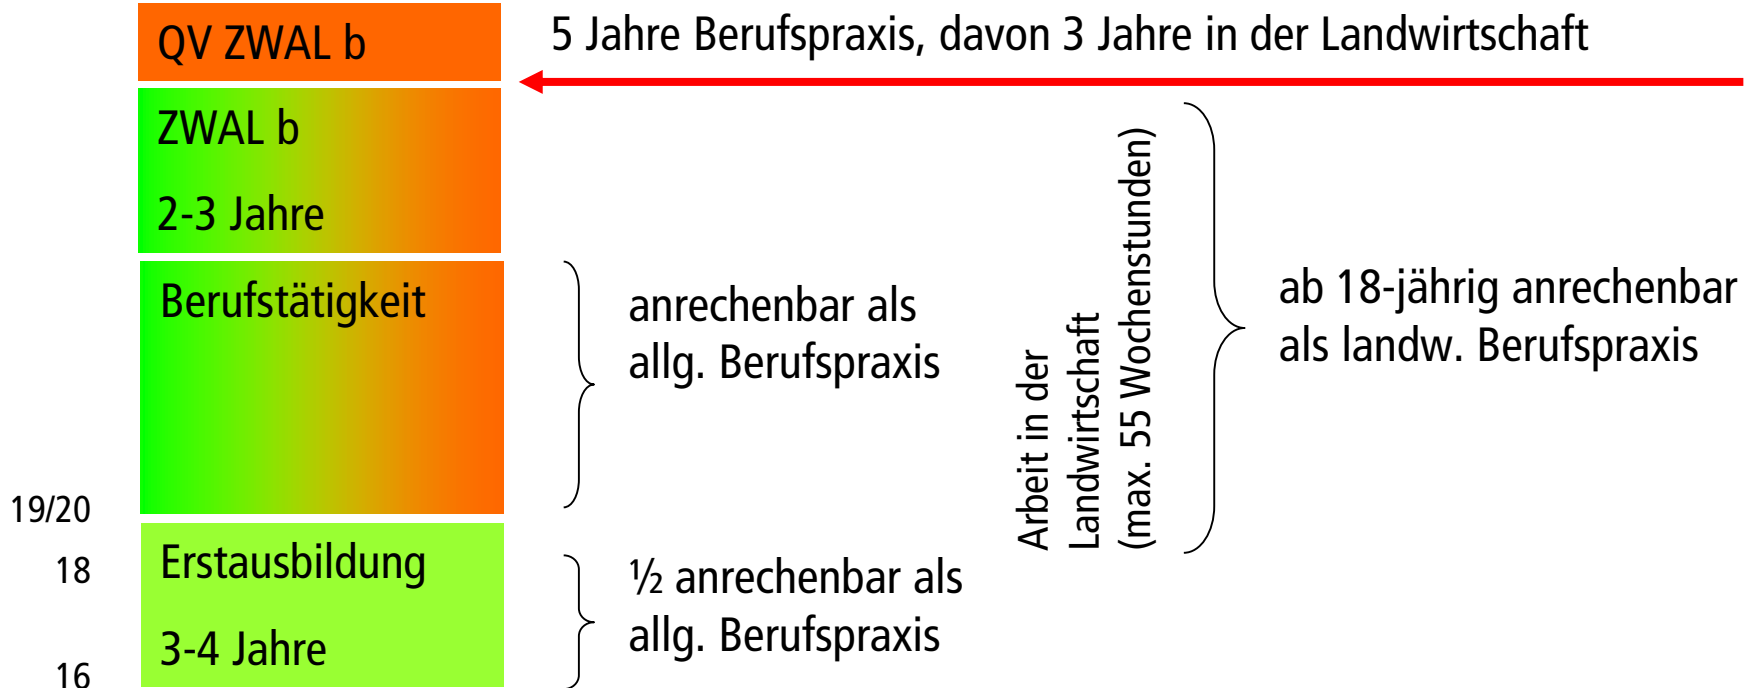 QV ZWAL b
5 Jahre Berufspraxis, davon 3 Jahre in der Landwirtschaft
ZWAL b
2-3 Jahre
Berufstätigkeit
anrechenbar als
allg. Berufspraxis
Arbeit in der
Landwirtschaft
(max. 55 Wochenstunden)
ab 18-jährig anrechenbar
als landw. Berufspraxis
19/20
18
16
Erstausbildung
3-4 Jahre
½ anrechenbar als
allg. Berufspraxis